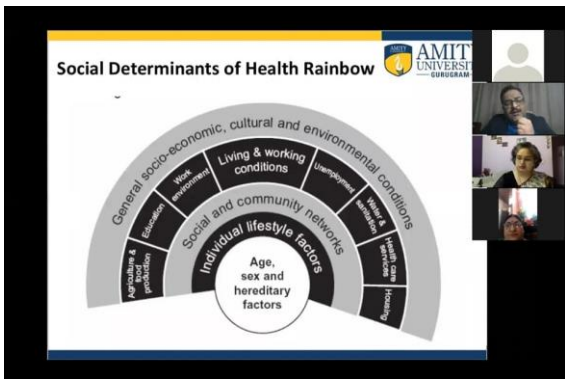 Social Determinants of Health Rainbow
AMITY
AMIT
UNIVERSIT
GURUGRAM
General socio-economic, cultural and environmental conditions
Agriculture &
food
production
Education
Work
environment
Living & working
conditions
Unemployment
Water &
sanitation
Health care
services
Housing
Social and community networks
Individual lifestyle factors
Age,
sex and
hereditary
factors